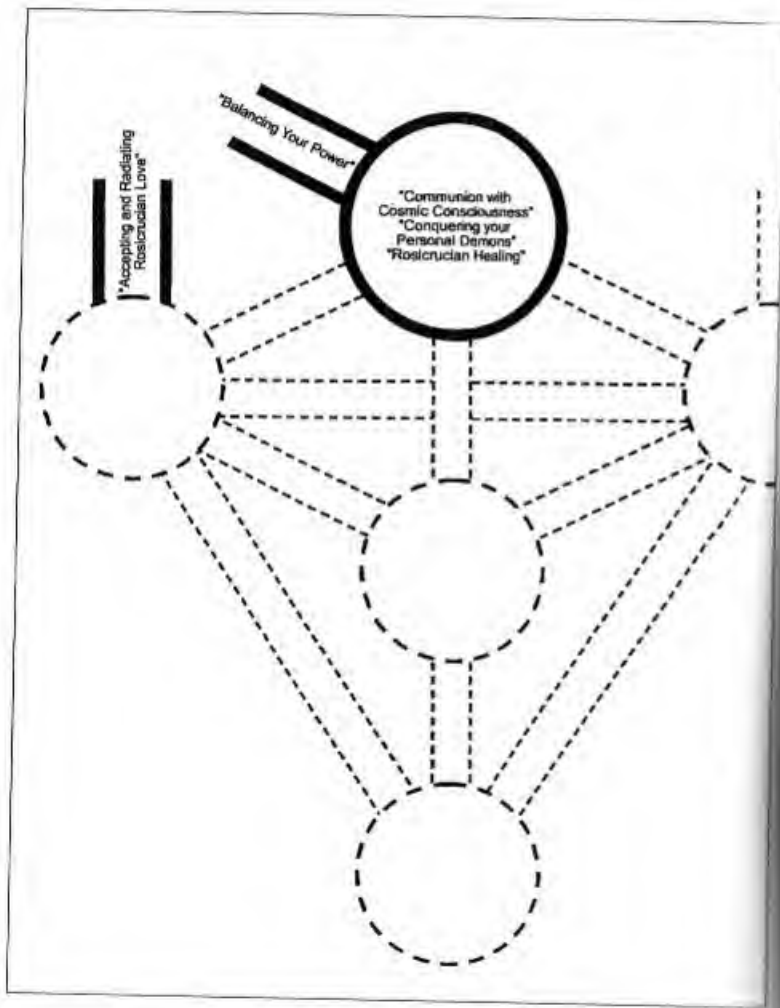 "Balancing Your Power"
"Accepting and Radiating
Rosicrucian Love"
"Communion with
Cosmic Consciousness"
"Conquering your
Personal Demons"
"Rosicrucian Healing"